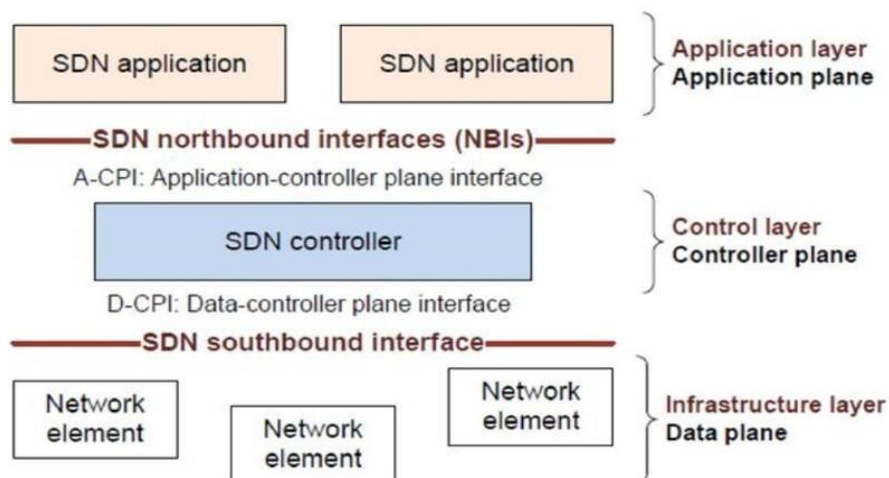 SDN application
SDN application
Application layer
Application plane
SDN northbound interfaces (NBIs)
A-CPI: Application-controller plane interface
SDN controller
Control layer
Controller plane
D-CPI: Data-controller plane interface
SDN southbound interface
Network
element
Network
element
Network
element
Infrastructure layer
Data plane